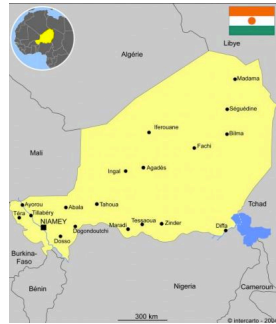 Libye
Algérie
Madama
Séguédine
Iferouane
Bilma
Fachi
Mali
Ingal
Agadès
Ayorou
Tchad
Téra
Tillabéry
Abala
Tahoua
NIAMEY
Dogondoutchi
Maradi
Tessaoua
Zinder
Diffa
Dosso
Burkina-
Faso
Nigeria
Bénin
Cameroun
300 km